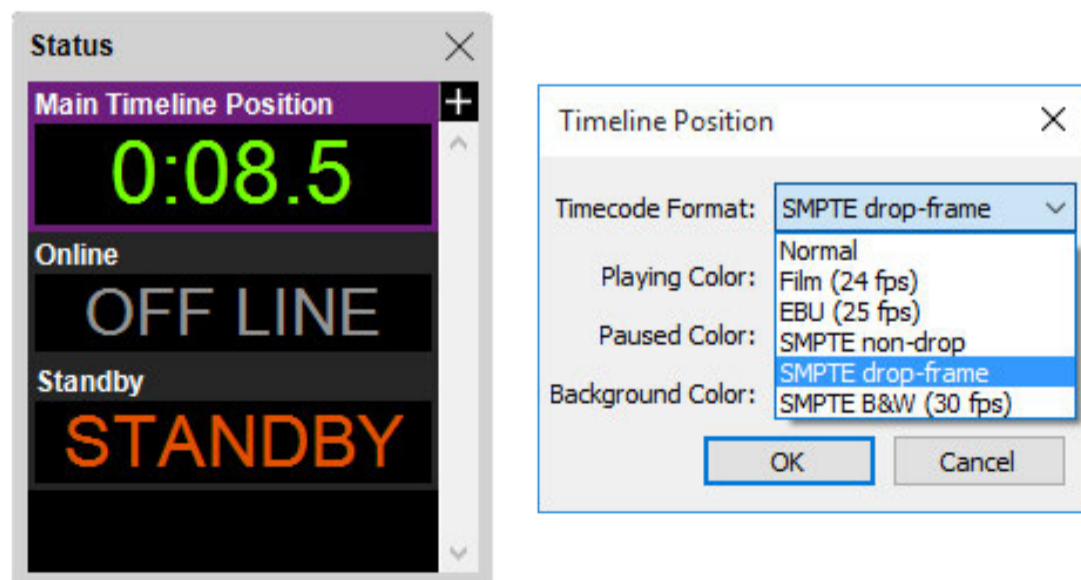 Status
Main Timeline Position
0:08.5
Online
OFF LINE
Standby
STANDBY
Timeline Position
Timecode Format: SMPTE drop-frame
Normal
Film (24 fps)
EBU (25 fps)
SMPTE non-drop
SMPTE drop-frame
SMPTE B&W (30 fps)
Playing Color:
Paused Color:
Background Color:
OK Cancel